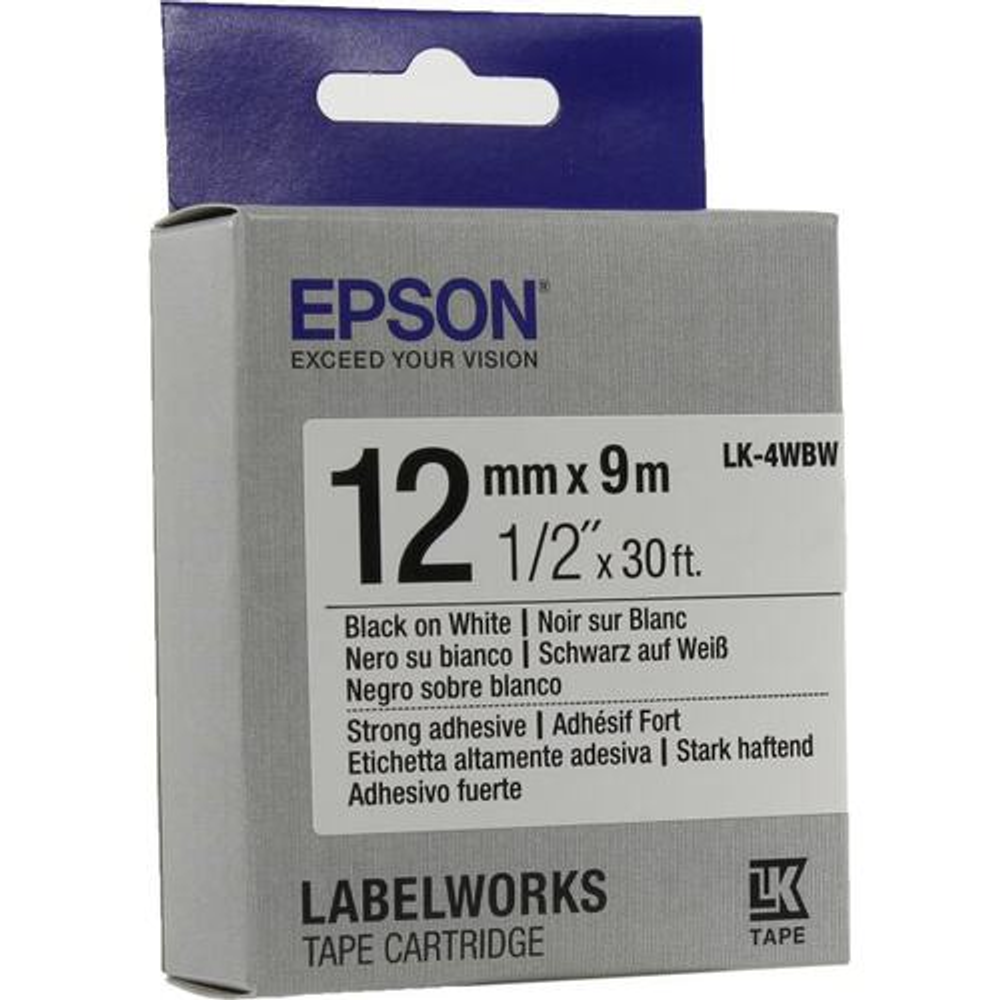 EPSON®
EXCEED YOUR VISION
12 mm x 9 m LK-4WBW
1/2" x 30 ft.
Black on White | Noir sur Blanc
Nero su bianco | Schwarz auf Weiß
Negro sobre blanco
Strong adhesive | Adhésif Fort
Etichetta altamente adesiva | Stark haftend
Adhesivo fuerte
LABELWORKS
TAPE CARTRIDGE
LK
TAPE